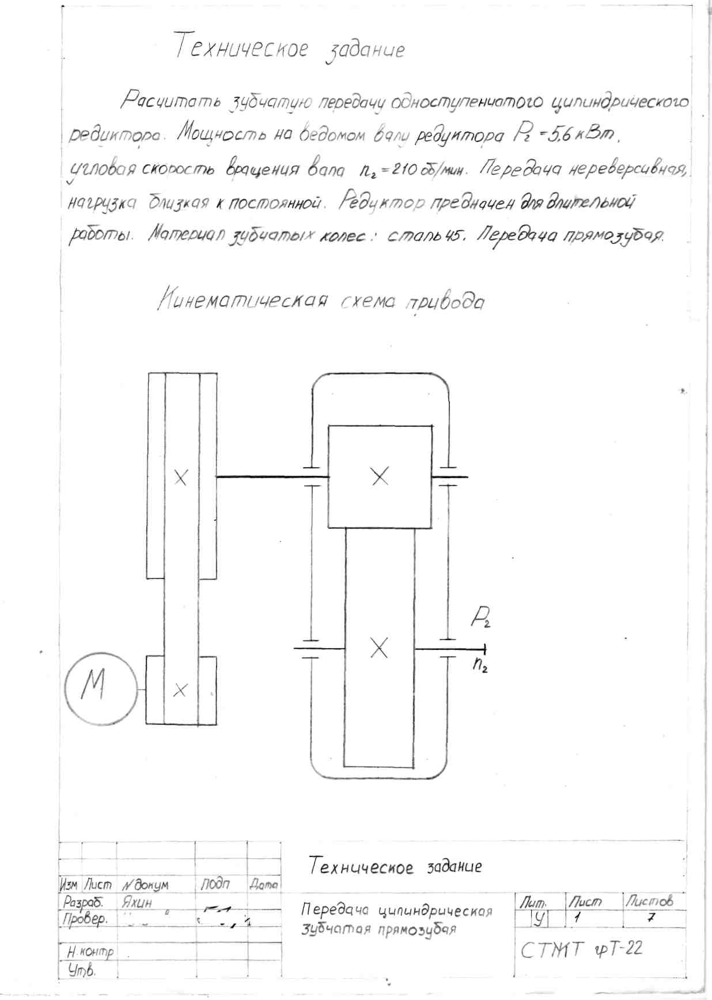 Техническое задание
Расчитать зубчатую передачу одноступенчатого цилиндрического
редиктора. Мощность на ведомом валу редуктора P₂ = 5,6 кВт,
угловая скорость вращения вала n₂ = 210 об/мин. Передача нереверсивная,
нагрузка близкая к постоянной. Редуктор предначен для длительной
работы. Материал зубчатых колес: сталь 45. Передача прямозубая.
Кинематическая схема привода
P₂
n₂
М
Техническое задание
Изм Лист N докум подп Дата
Разраб. Яхин
Провер.
Н. контр
Утв.
Передача цилиндрическая
Зубчатая прямозубая
Лит. Лист Листов
У 1 7
СТЖТ грТ-22